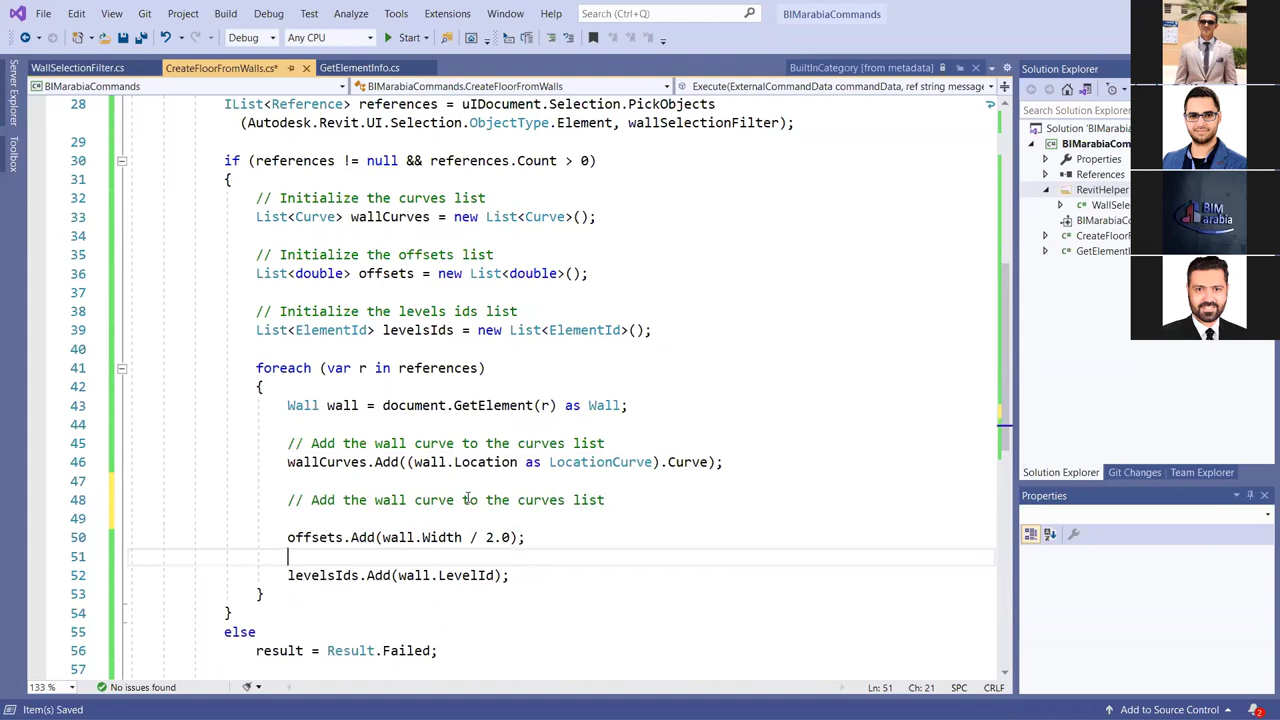 File Edit View Git Project Build Debug Test Analyze Tools Extensions Window Help Search (Ctrl+Q) BIMarabiaCommands
Debug Any CPU Start
WallSelectionFilter.cs CreateFloorFromWalls.cs* GetElementInfo.cs BuiltInCategory [from metadata] Solution Explorer
BIMarabiaCommands BIMarabiaCommands.CreateFloorFromWalls Execute(ExternalCommandData commandData, ref string message
Server Explorer
Toolbox
28 IList<Reference> references = uIDocument.Selection.PickObjects
(Autodesk.Revit.UI.Selection.ObjectType.Element, wallSelectionFilter);
29
30 if (references != null && references.Count > 0)
31 {
32 // Initialize the curves list
33 List<Curve> wallCurves = new List<Curve>();
34
35 // Initialize the offsets list
36 List<double> offsets = new List<double>();
37
38 // Initialize the levels ids list
39 List<ElementId> levelsIds = new List<ElementId>();
40
41 foreach (var r in references)
42 {
43 Wall wall = document.GetElement(r) as Wall;
44
45 // Add the wall curve to the curves list
46 wallCurves.Add((wall.Location as LocationCurve).Curve);
47
48 // Add the wall curve to the curves list
49
50 offsets.Add(wall.Width / 2.0);
51
52 levelsIds.Add(wall.LevelId);
53 }
54 }
55 else
56 result = Result.Failed;
57
133 % No issues found Ln: 51 Ch: 21 SPC CRLF
Item(s) Saved Add to Source Control 2
Search Solution Explorer
Solution 'BIMarabia
BIMarabiaCom
Properties
References
RevitHelper
WallSele
BIMarabiaCo
CreateFloorF
GetElementI
BIM
arabia
Solution Explorer Git Changes Team Explorer
Properties